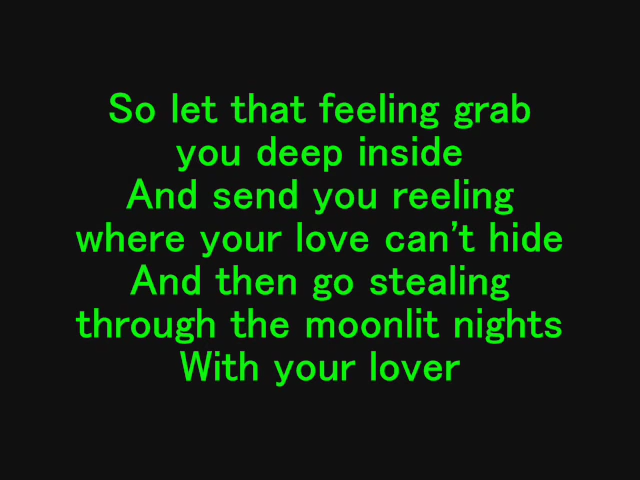 So let that feeling grab
you deep inside
And send you reeling
where your love can't hide
And then go stealing
through the moonlit nights
With your lover